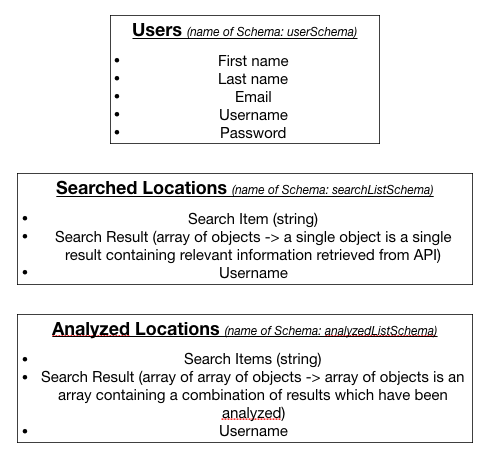 Users (name of Schema: userSchema)
• First name
• Last name
• Email
• Username
• Password
Searched Locations (name of Schema: searchListSchema)
• Search Item (string)
• Search Result (array of objects -> a single object is a single
result containing relevant information retrieved from API)
• Username
Analyzed Locations (name of Schema: analyzedListSchema)
• Search Items (string)
• Search Result (array of array of objects -> array of objects is an
array containing a combination of results which have been
analyzed)
• Username